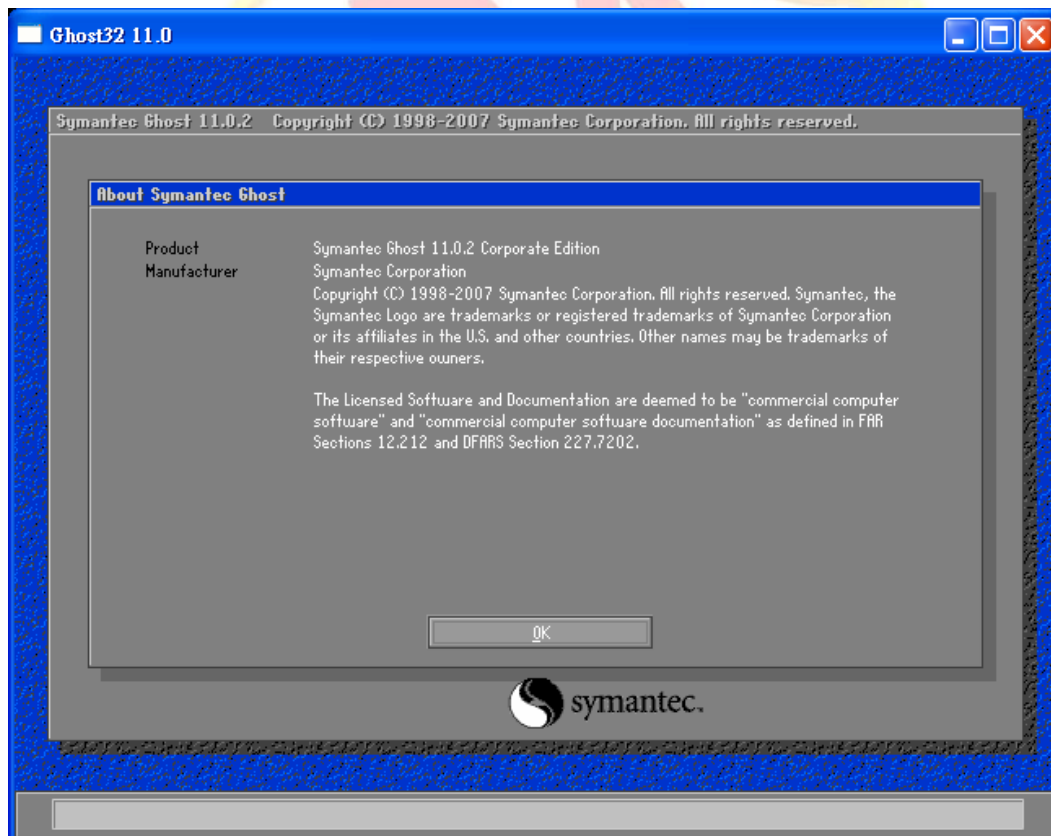 Ghost32 11.0
Symantec Ghost 11.0.2 Copyright (C) 1998-2007 Symantec Corporation. All rights reserved.
About Symantec Ghost
Product Symantec Ghost 11.0.2 Corporate Edition
Manufacturer Symantec Corporation
Copyright (C) 1998-2007 Symantec Corporation. All rights reserved. Symantec, the
Symantec Logo are trademarks or registered trademarks of Symantec Corporation
or its affiliates in the U.S. and other countries. Other names may be trademarks of
their respective owners.
The Licensed Software and Documentation are deemed to be "commercial computer
software" and "commercial computer software documentation" as defined in FAR
Sections 12.212 and DFARS Section 227.7202.
OK
symantec.